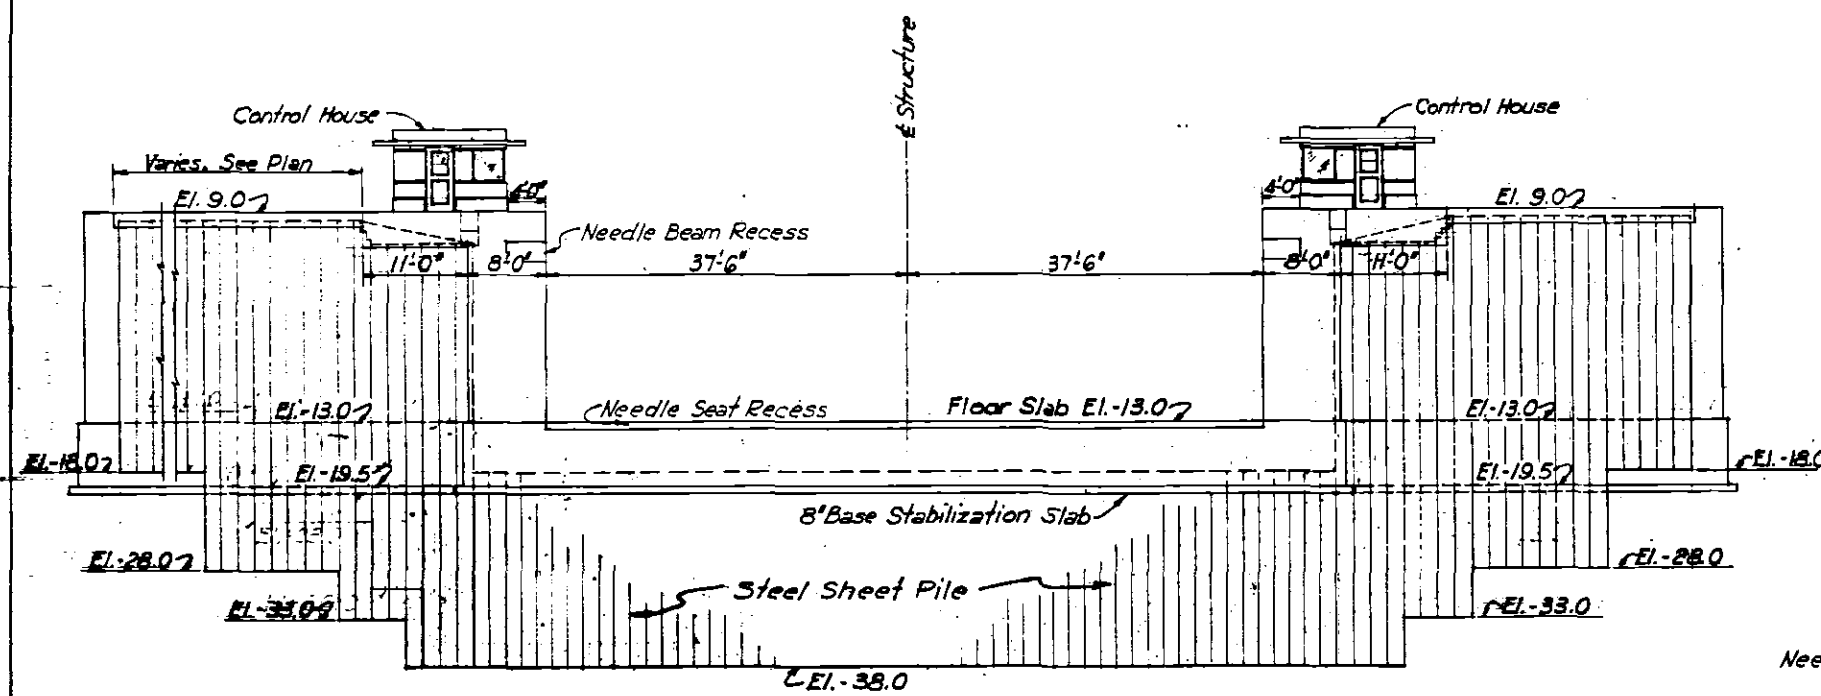 ℄ Structure
Control House
Control House
Varies. See Plan
El. 9.0
4'-0"
4'-0"
El. 9.0
Needle Beam Recess
11'-0"
8'-0"
37'-6"
37'-6"
8'-0"
11'-0"
El.-13.0
Needle Seat Recess
Floor Slab El.-13.0
El.-13.0
El.-18.0
El.-19.5
El.-19.5
El.-18.0
8"Base Stabilization Slab
El.-28.0
Steel Sheet Pile
El.-28.0
El.-33.0
El.-33.0
El.-38.0
Nee